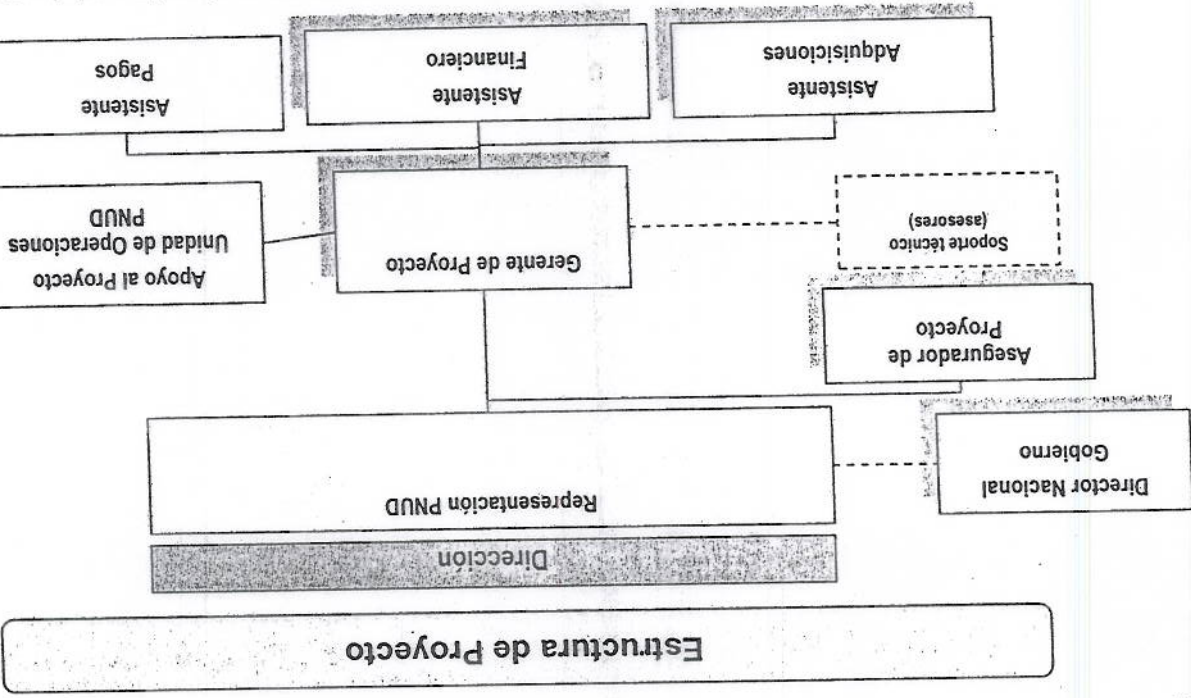 Estructura de Proyecto
Dirección
Representación PNUD
Director Nacional
Gobierno
Asegurador de
Proyecto
Soporte técnico
(asesores)
Gerente de Proyecto
Apoyo al Proyecto
Unidad de Operaciones
PNUD
Asistente
Adquisiciones
Asistente
Financiero
Asistente
Pagos